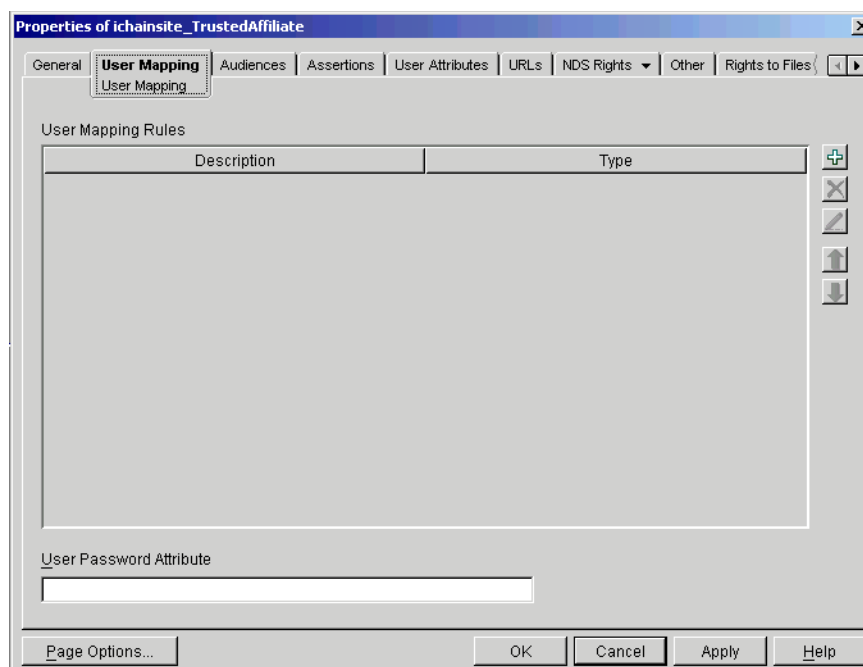 Properties of ichainsite_TrustedAffiliate
General User Mapping Audiences Assertions User Attributes URLs NDS Rights Other Rights to Files
User Mapping
User Mapping Rules
Description Type
User Password Attribute
Page Options... OK Cancel Apply Help